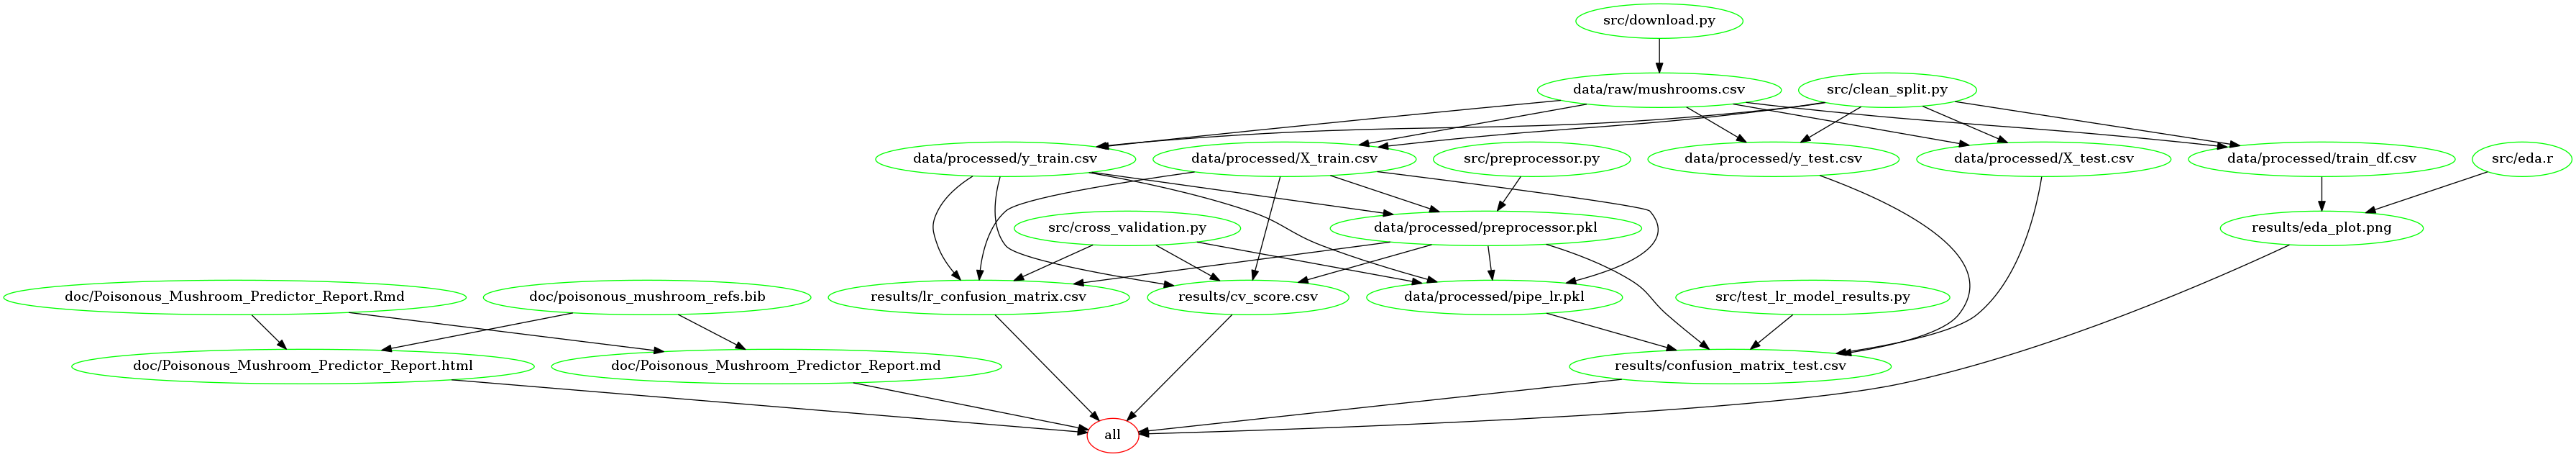 src/download.py
data/raw/mushrooms.csv
src/clean_split.py
data/processed/y_train.csv
data/processed/X_train.csv
src/preprocessor.py
data/processed/y_test.csv
data/processed/X_test.csv
data/processed/train_df.csv
src/eda.r
src/cross_validation.py
data/processed/preprocessor.pkl
results/eda_plot.png
doc/Poisonous_Mushroom_Predictor_Report.Rmd
doc/poisonous_mushroom_refs.bib
results/lr_confusion_matrix.csv
results/cv_score.csv
data/processed/pipe_lr.pkl
src/test_lr_model_results.py
doc/Poisonous_Mushroom_Predictor_Report.html
doc/Poisonous_Mushroom_Predictor_Report.md
results/confusion_matrix_test.csv
all